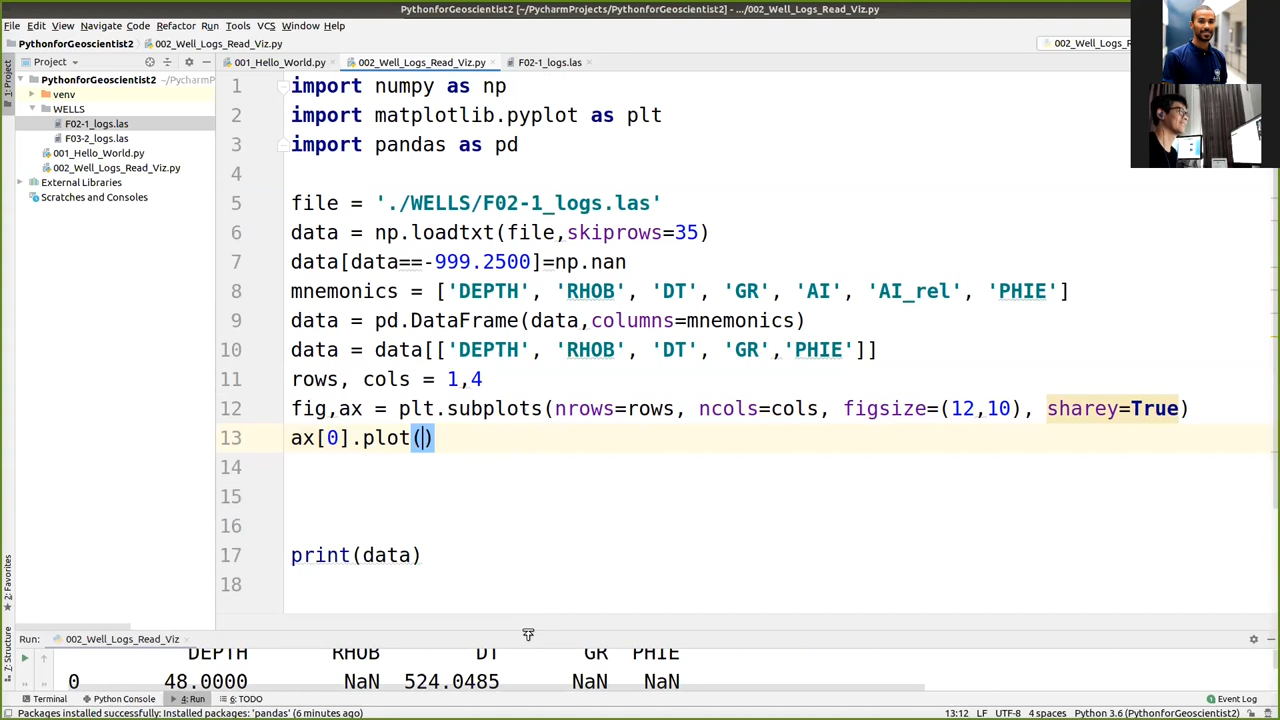 PythonforGeoscientist2 [~/PycharmProjects/PythonforGeoscientist2] - .../002_Well_Logs_Read_Viz.py
File Edit View Navigate Code Refactor Run Tools VCS Window Help
PythonforGeoscientist2 002_Well_Logs_Read_Viz.py
002_Well_Logs_R
Project
001_Hello_World.py 002_Well_Logs_Read_Viz.py F02-1_logs.las
1: Project
PythonforGeoscientist2 ~/PycharmP
venv
WELLS
F02-1_logs.las
F03-2_logs.las
001_Hello_World.py
002_Well_Logs_Read_Viz.py
External Libraries
Scratches and Consoles
1 import numpy as np
2 import matplotlib.pyplot as plt
3 import pandas as pd
4
5 file = './WELLS/F02-1_logs.las'
6 data = np.loadtxt(file,skiprows=35)
7 data[data==-999.2500]=np.nan
8 mnemonics = ['DEPTH', 'RHOB', 'DT', 'GR', 'AI', 'AI_rel', 'PHIE']
9 data = pd.DataFrame(data,columns=mnemonics)
10 data = data[['DEPTH', 'RHOB', 'DT', 'GR','PHIE']]
11 rows, cols = 1,4
12 fig,ax = plt.subplots(nrows=rows, ncols=cols, figsize=(12,10), sharey=True)
13 ax[0].plot()
14
15
16
17 print(data)
18
2: Favorites
7: Structure
Run: 002_Well_Logs_Read_Viz
DEPTH RHOB DT GR PHIE
0 48.0000 NaN 524.0485 NaN NaN
Terminal Python Console 4: Run 6: TODO Event Log
Packages installed successfully: Installed packages: 'pandas' (6 minutes ago) 13:12 LF UTF-8 4 spaces Python 3.6 (PythonforGeoscientist2)